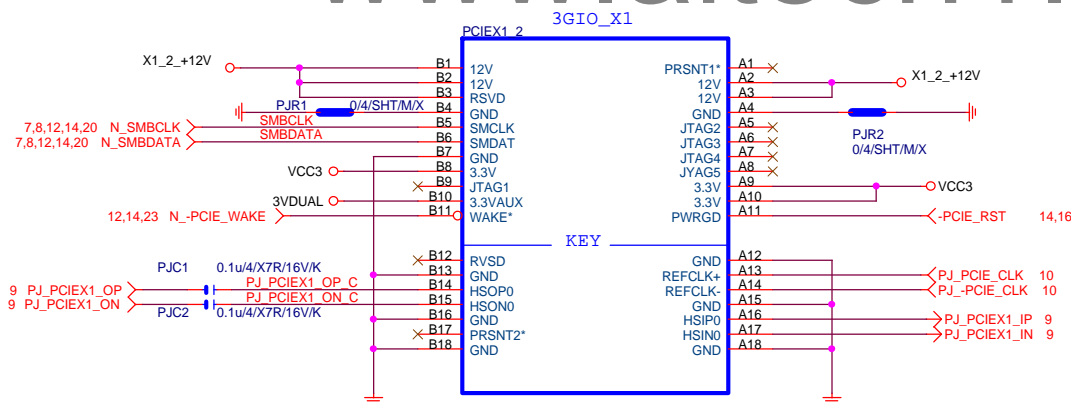 3GIO_X1
PCIEX1_2
X1_2_+12V
B1 12V
B2 12V
B3 RSVD
PJR1 0/4/SHT/M/X B4 GND
7,8,12,14,20 N_SMBCLK SMBCLK B5 SMCLK
7,8,12,14,20 N_SMBDATA SMBDATA B6 SMDAT
B7 GND
VCC3 B8 3.3V
B9 JTAG1
3VDUAL B10 3.3VAUX
12,14,23 N_-PCIE_WAKE B11 WAKE*
PRSNT1* A1
12V A2 X1_2_+12V
12V A3
GND A4
JTAG2 A5
PJR2
0/4/SHT/M/X
JTAG3 A6
JTAG4 A7
JYAG5 A8
3.3V A9 VCC3
3.3V A10
PWRGD A11 -PCIE_RST 14,16
KEY
B12 RVSD
PJC1 0.1u/4/X7R/16V/K B13 GND
9 PJ_PCIEX1_OP PJ_PCIEX1_OP_C B14 HSOP0
9 PJ_PCIEX1_ON PJ_PCIEX1_ON_C B15 HSON0
PJC2 0.1u/4/X7R/16V/K B16 GND
B17 PRSNT2*
B18 GND
GND A12
REFCLK+ A13 PJ_PCIE_CLK 10
REFCLK- A14 PJ_-PCIE_CLK 10
GND A15
HSIP0 A16 PJ_PCIEX1_IP 9
HSIN0 A17 PJ_PCIEX1_IN 9
GND A18